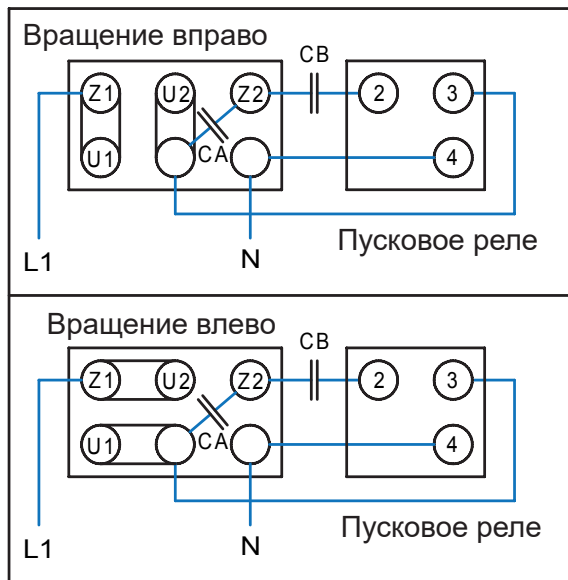 Вращение вправо
CB
Z1 U2 Z2 2 3
U1 CA 4
Пусковое реле
L1 N
Вращение влево
CB
Z1 U2 Z2 2 3
U1 CA 4
Пусковое реле
L1 N